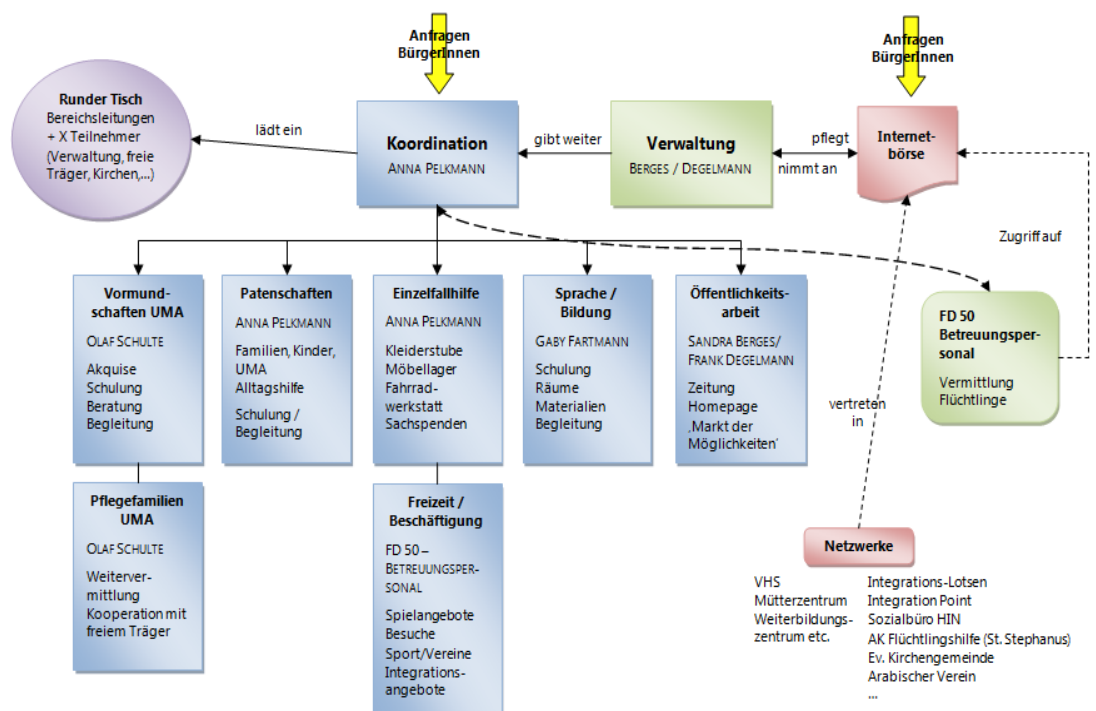 Anfragen
BürgerInnen
Anfragen
BürgerInnen
Runder Tisch
Bereichsleitungen
+ X Teilnehmer
(Verwaltung, freie
Träger, Kirchen,...)
lädt ein
Koordination
ANNA PELKMANN
gibt weiter
Verwaltung
BERGES / DEGELMANN
pflegt
nimmt an
Internet-
börse
Zugriff auf
Vormund-
schaften UMA
OLAF SCHULTE
Akquise
Schulung
Beratung
Begleitung
Patenschaften
ANNA PELKMANN
Familien, Kinder,
UMA
Alltagshilfe
Schulung /
Begleitung
Einzelfallhilfe
ANNA PELKMANN
Kleiderstube
Möbellager
Fahrrad-
werkstatt
Sachspenden
Sprache /
Bildung
GABY FARTMANN
Schulung
Räume
Materialien
Begleitung
Öffentlichkeits-
arbeit
SANDRA BERGES/
FRANK DEGELMANN
Zeitung
Homepage
‚Markt der
Möglichkeiten‘
FD 50
Betreuungsper-
sonal
Vermittlung
Flüchtlinge
vertreten
in
Pflegefamilien
UMA
OLAF SCHULTE
Weiterver-
mittlung
Kooperation mit
freiem Träger
Freizeit /
Beschäftigung
FD 50 –
BETREUUNGSPER-
SONAL
Spielangebote
Besuche
Sport/Vereine
Integrations-
angebote
Netzwerke
VHS
Mütterzentrum
Weiterbildungs-
zentrum etc.
Integrations-Lotsen
Integration Point
Sozialbüro HIN
AK Flüchtlingshilfe (St. Stephanus)
Ev. Kirchengemeinde
Arabischer Verein
...